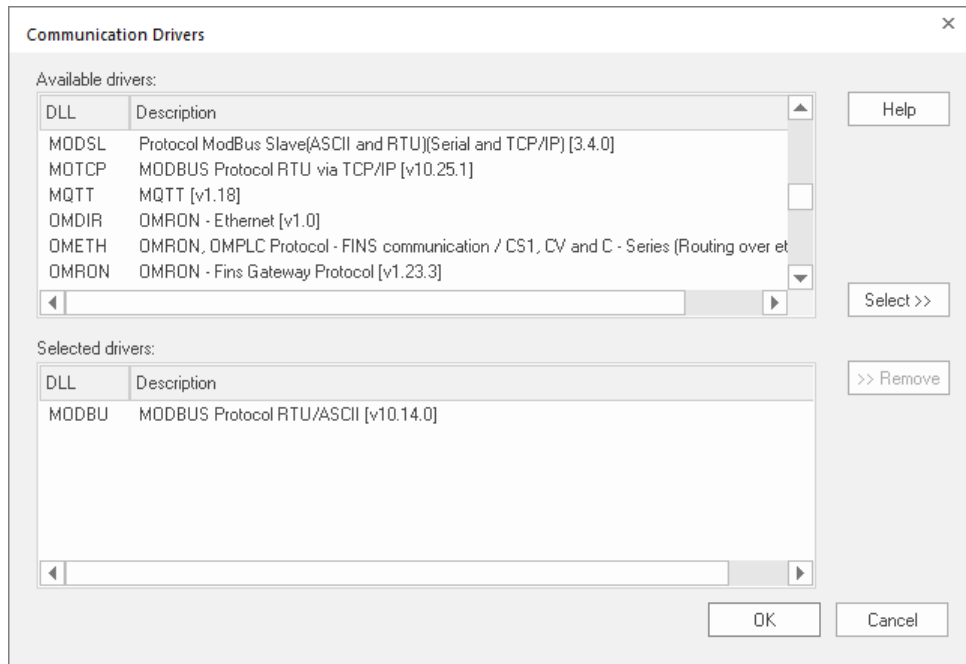 Communication Drivers
Available drivers:
DLL Description
MODSL Protocol ModBus Slave(ASCII and RTU)(Serial and TCP/IP) [3.4.0]
MOTCP MODBUS Protocol RTU via TCP/IP [v10.25.1]
MQTT MQTT [v1.18]
OMDIR OMRON - Ethernet [v1.0]
OMETH OMRON, OMPLC Protocol - FINS communication / CS1, CV and C - Series (Routing over et
OMRON OMRON - Fins Gateway Protocol [v1.23.3]
Help
Select >>
Selected drivers:
DLL Description
MODBU MODBUS Protocol RTU/ASCII [v10.14.0]
>> Remove
OK Cancel